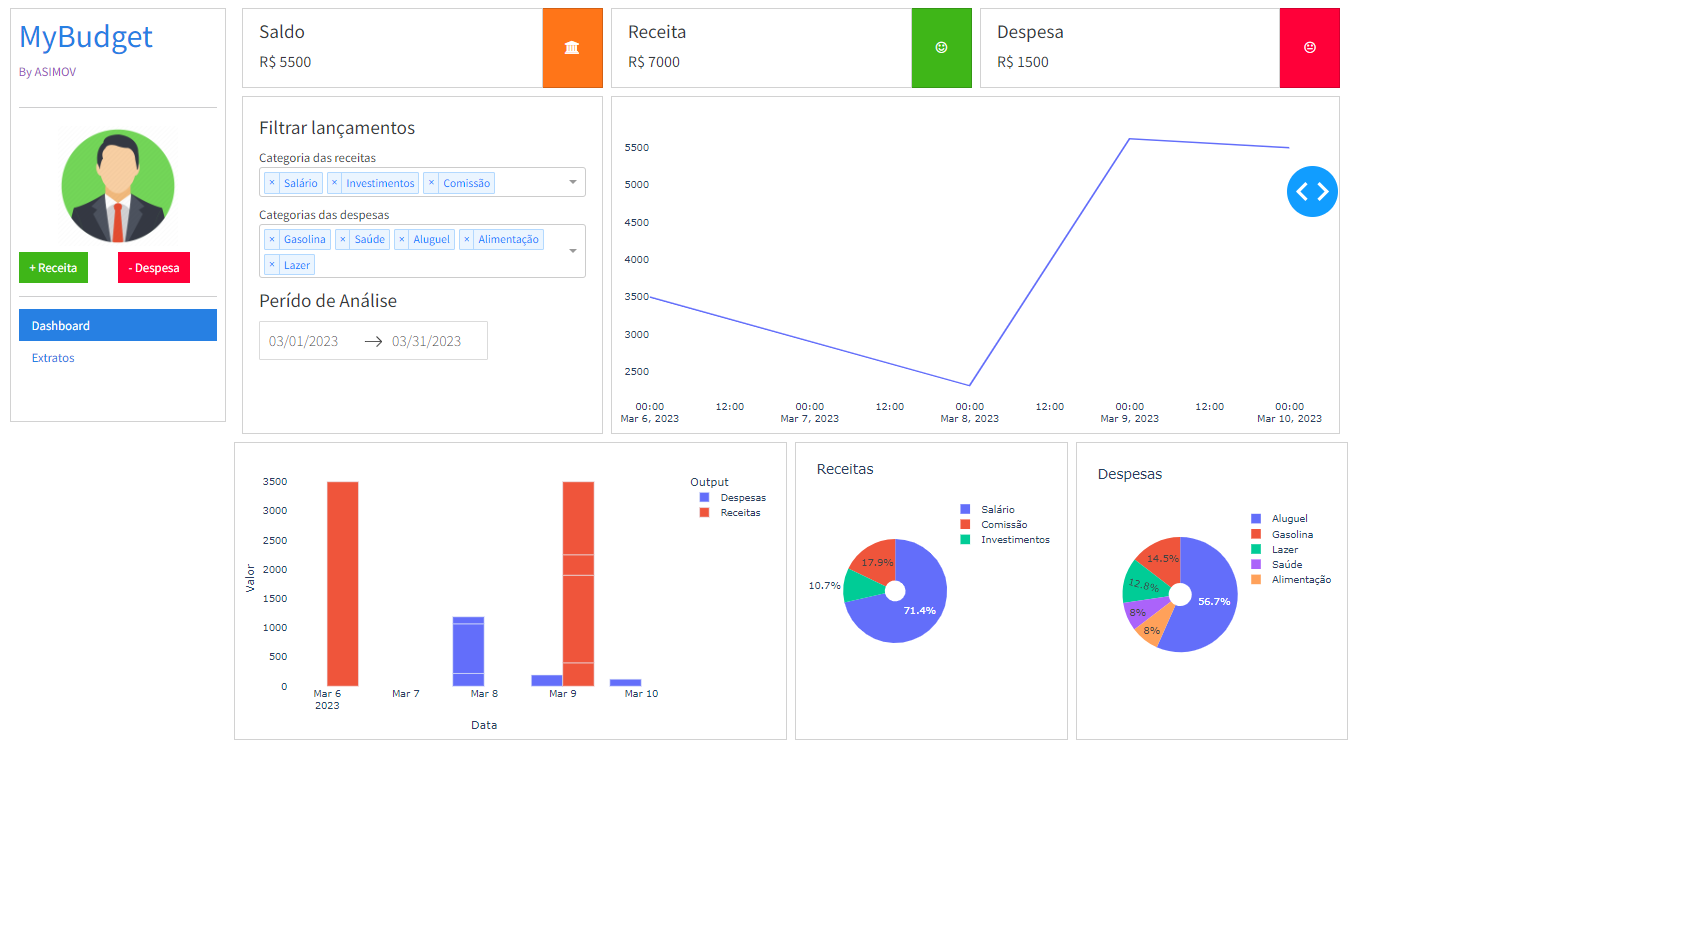 MyBudget
By ASIMOV
+ Receita
- Despesa
Dashboard
Extratos
Saldo
R$ 5500
Receita
R$ 7000
Despesa
R$ 1500
Filtrar lançamentos
Categoria das receitas
× Salário × Investimentos × Comissão
Categorias das despesas
× Gasolina × Saúde × Aluguel × Alimentação
× Lazer
Perído de Análise
03/01/2023 → 03/31/2023
5500
5000
4500
4000
3500
3000
2500
00:00 12:00 00:00 12:00 00:00 12:00 00:00 12:00 00:00
Mar 6, 2023 Mar 7, 2023 Mar 8, 2023 Mar 9, 2023 Mar 10, 2023
Valor
3500
3000
2500
2000
1500
1000
500
0
Mar 6 Mar 7 Mar 8 Mar 9 Mar 10
2023
Data
Output
Despesas
Receitas
Receitas
Salário
Comissão
Investimentos
17.9%
10.7%
71.4%
Despesas
Aluguel
Gasolina
Lazer
Saúde
Alimentação
14.5%
12.8%
56.7%
8%
8%